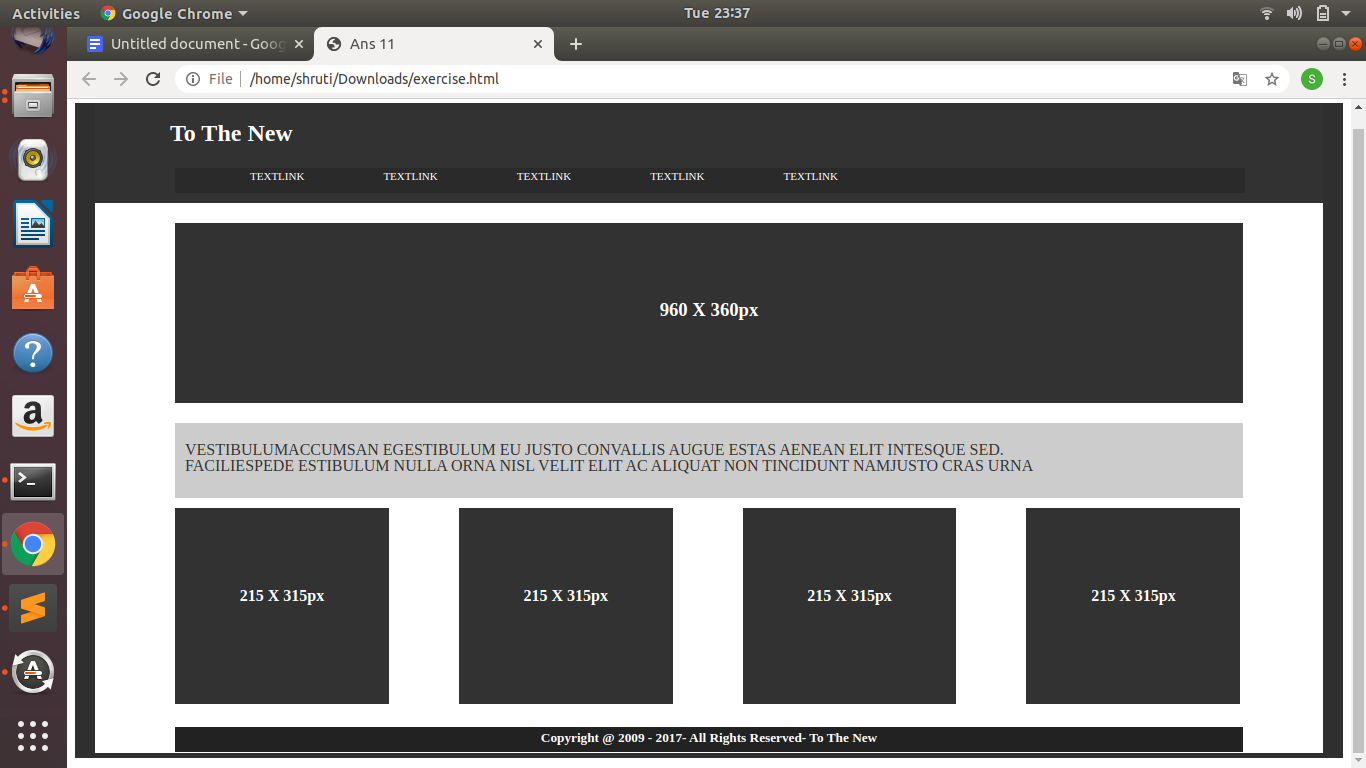 Activities Google Chrome Tue 23:37
Untitled document - Goog Ans 11
File /home/shruti/Downloads/exercise.html S
To The New
TEXTLINK TEXTLINK TEXTLINK TEXTLINK TEXTLINK
960 X 360px
VESTIBULUMACCUMSAN EGESTIBULUM EU JUSTO CONVALLIS AUGUE ESTAS AENEAN ELIT INTESQUE SED.
FACILIESPEDE ESTIBULUM NULLA ORNA NISL VELIT ELIT AC ALIQUAT NON TINCIDUNT NAMJUSTO CRAS URNA
215 X 315px 215 X 315px 215 X 315px 215 X 315px
Copyright @ 2009 - 2017- All Rights Reserved- To The New